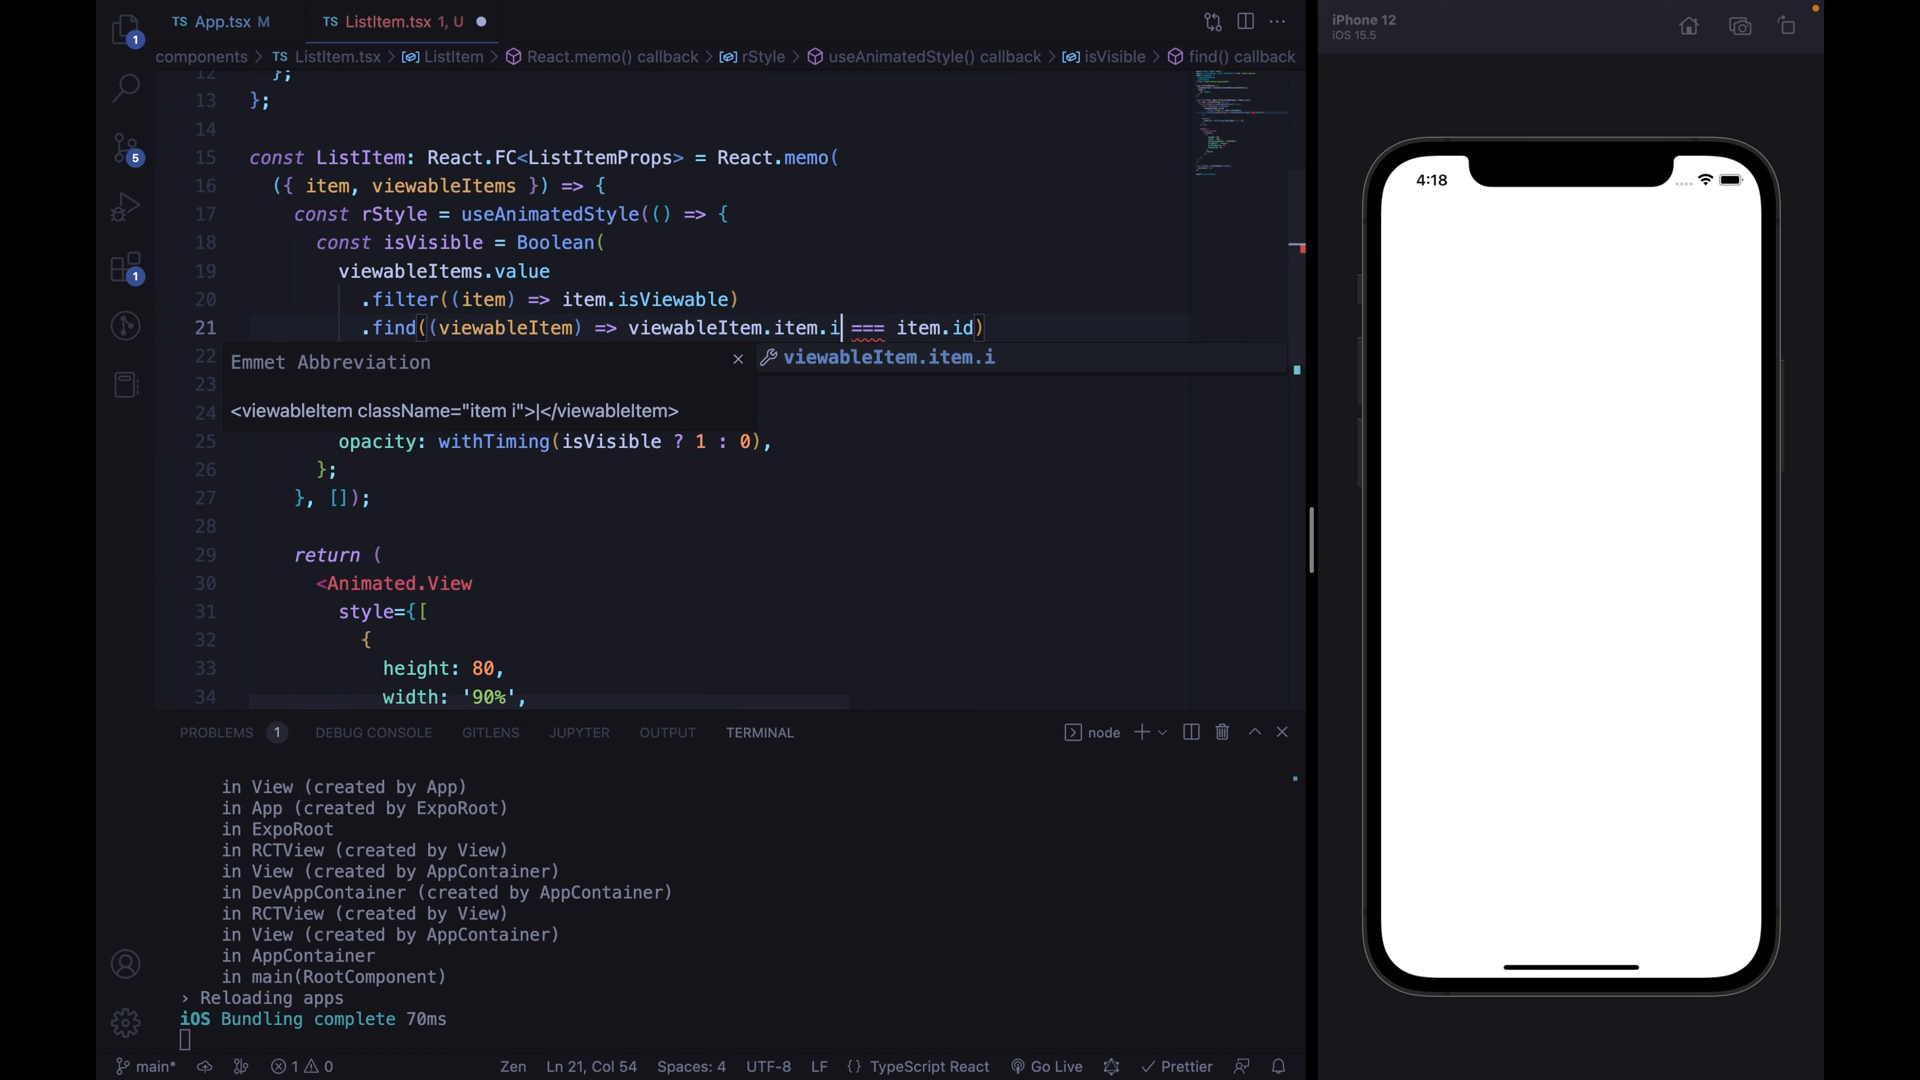 TS App.tsx M
TS ListItem.tsx 1, U
components > TS ListItem.tsx > ListItem > React.memo() callback > rStyle > useAnimatedStyle() callback > isVisible > find() callback
12 };
13 };
14
15 const ListItem: React.FC<ListItemProps> = React.memo(
16 ({ item, viewableItems }) => {
17 const rStyle = useAnimatedStyle(() => {
18 const isVisible = Boolean(
19 viewableItems.value
20 .filter((item) => item.isViewable)
21 .find((viewableItem) => viewableItem.item.i === item.id)
22
Emmet Abbreviation
viewableItem.item.i
23
24
<viewableItem className="item i">|</viewableItem>
25 opacity: withTiming(isVisible ? 1 : 0),
26 };
27 }, []);
28
29 return (
30 <Animated.View
31 style={[
32 {
33 height: 80,
34 width: '90%',
1
5
1
PROBLEMS 1 DEBUG CONSOLE GITLENS JUPYTER OUTPUT TERMINAL
node
in View (created by App)
in App (created by ExpoRoot)
in ExpoRoot
in RCTView (created by View)
in View (created by AppContainer)
in DevAppContainer (created by AppContainer)
in RCTView (created by View)
in View (created by AppContainer)
in AppContainer
in main(RootComponent)
› Reloading apps
iOS Bundling complete 70ms
main* 1 0 Zen Ln 21, Col 54 Spaces: 4 UTF-8 LF {} TypeScript React Go Live Prettier
iPhone 12
iOS 15.5
4:18